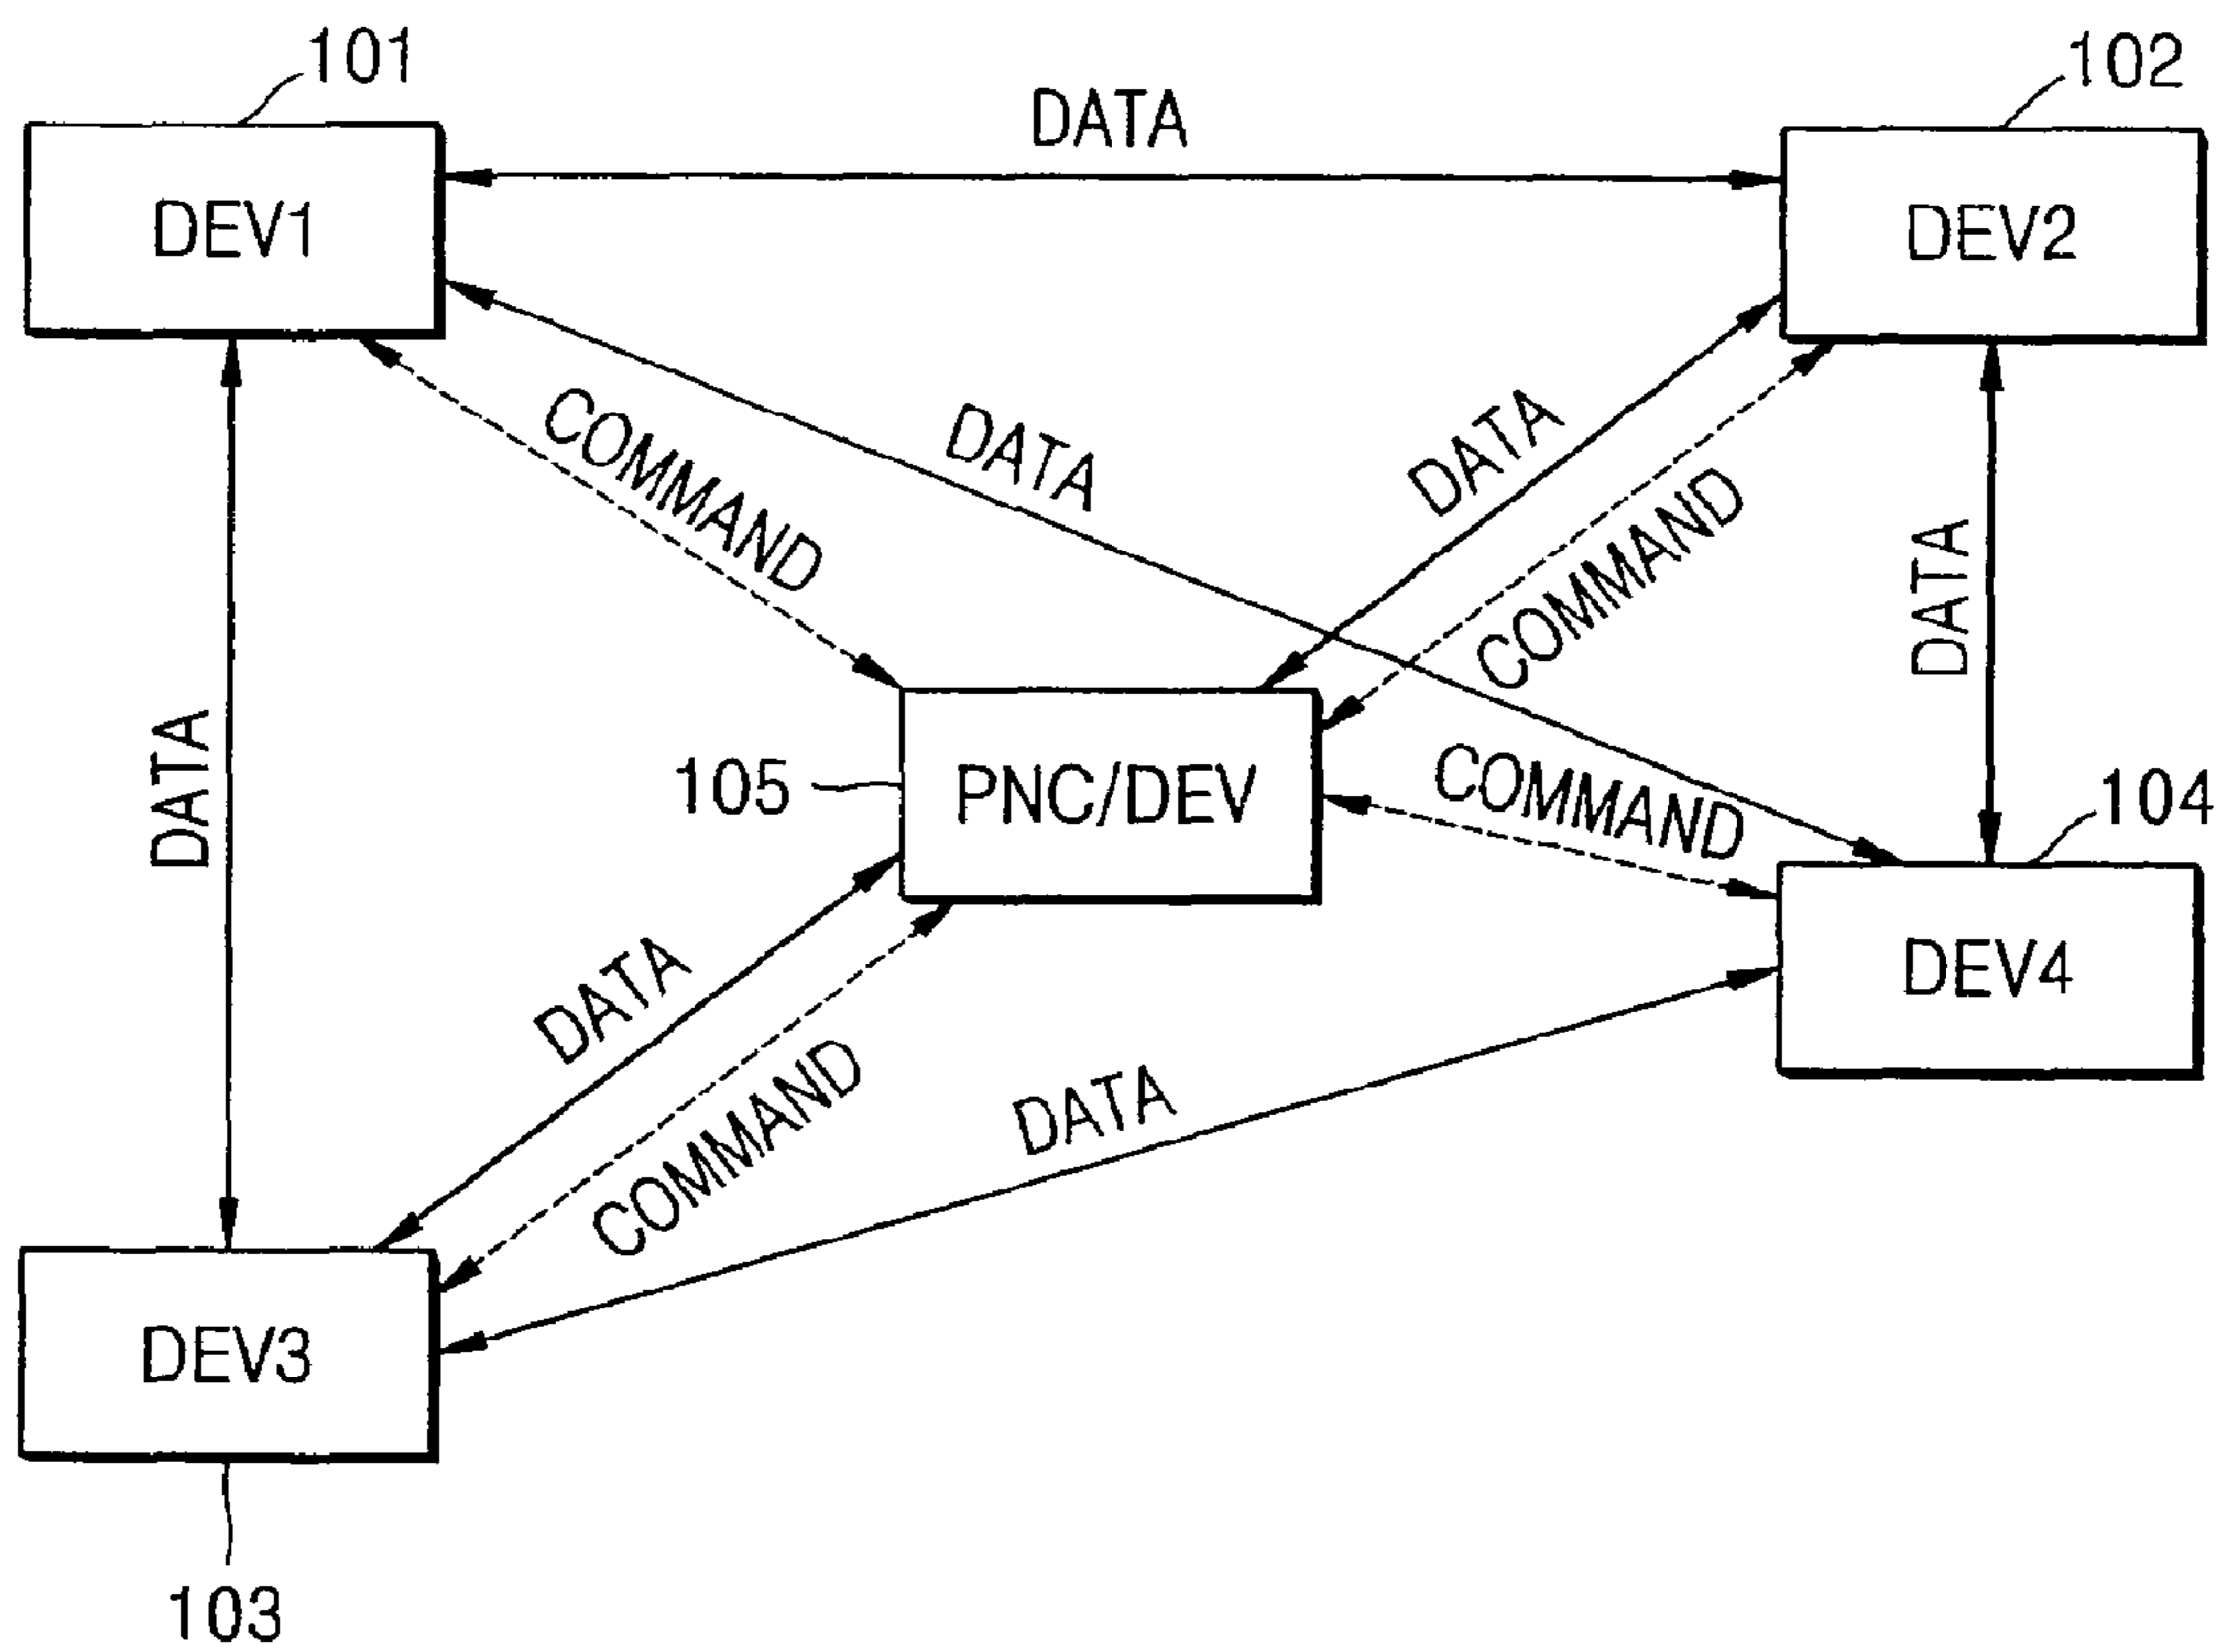 101
102
DATA
DEV1
DEV2
COMMAND
DATA
DATA
COMMAND
DATA
DATA
105
PNC/DEV
COMMAND
104
DATA
COMMAND
DATA
DEV4
DEV3
103